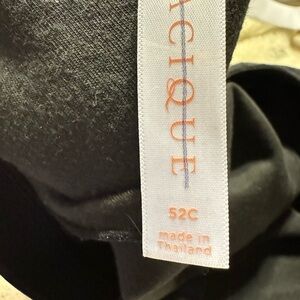 ACIQUE
52C
made in
Thailand